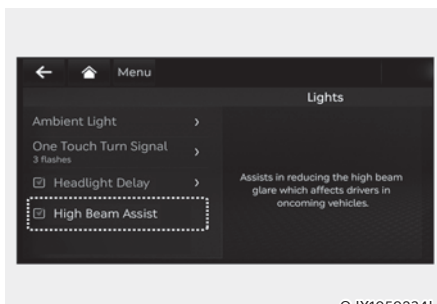 Menu
Lights
Ambient Light
One Touch Turn Signal
3 flashes
Headlight Delay
High Beam Assist
Assists in reducing the high beam
glare which affects drivers in
oncoming vehicles.